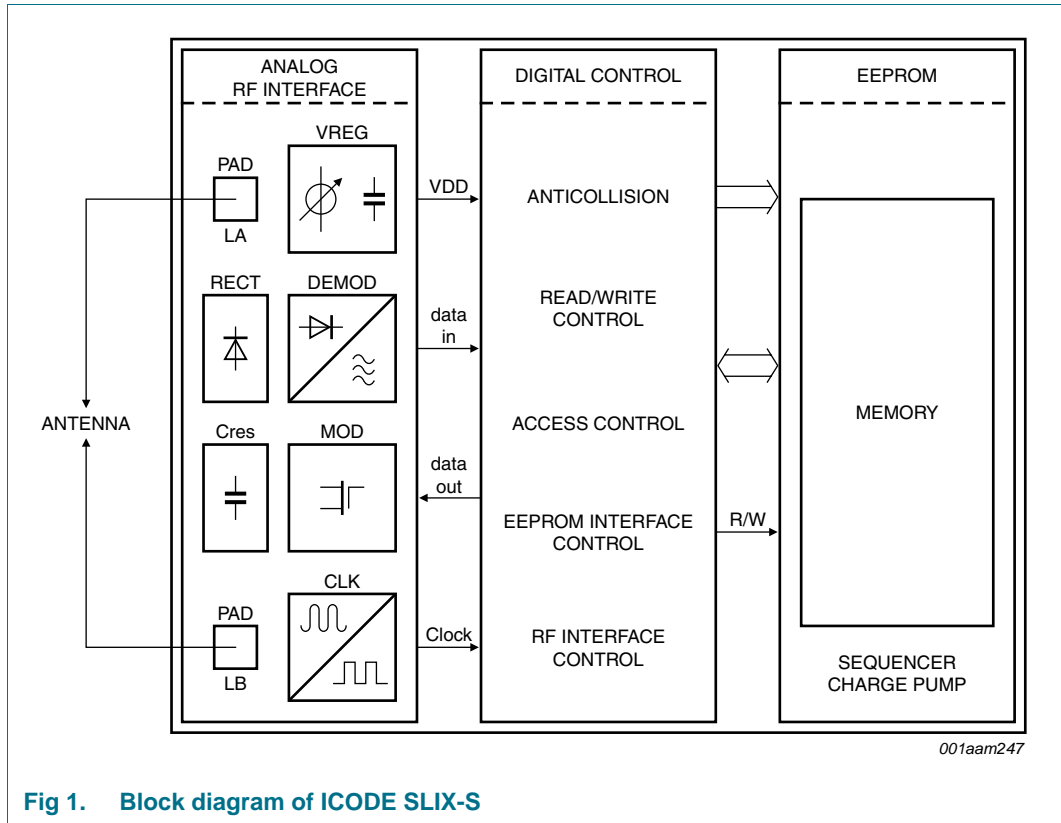 ANALOG
RF INTERFACE
VREG
PAD
LA
RECT
DEMOD
Cres
MOD
CLK
PAD
LB
ANTENNA
VDD
data
in
data
out
Clock
DIGITAL CONTROL
ANTICOLLISION
READ/WRITE
CONTROL
ACCESS CONTROL
EEPROM INTERFACE
CONTROL
RF INTERFACE
CONTROL
R/W
EEPROM
MEMORY
SEQUENCER
CHARGE PUMP
001aam247
Fig 1. Block diagram of ICODE SLIX-S